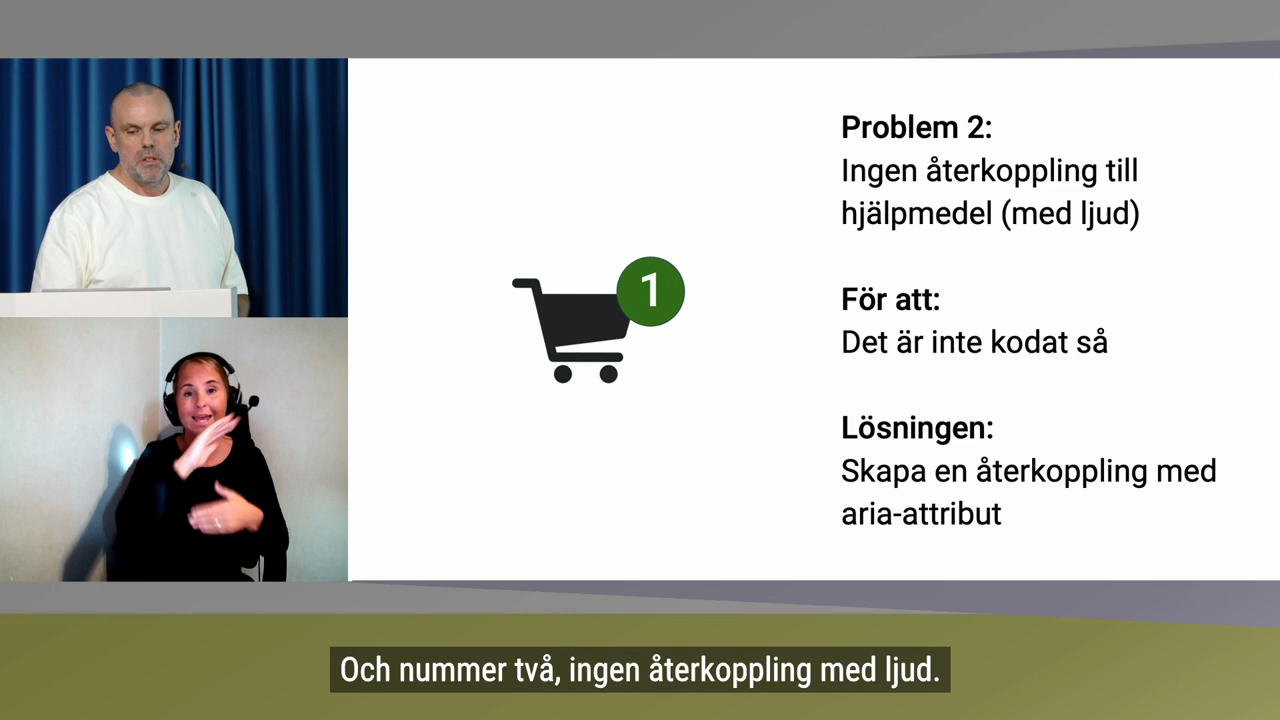 Problem 2:
Ingen återkoppling till
hjälpmedel (med ljud)
1
För att:
Det är inte kodat så
Lösningen:
Skapa en återkoppling med
aria-attribut
Och nummer två, ingen återkoppling med ljud.